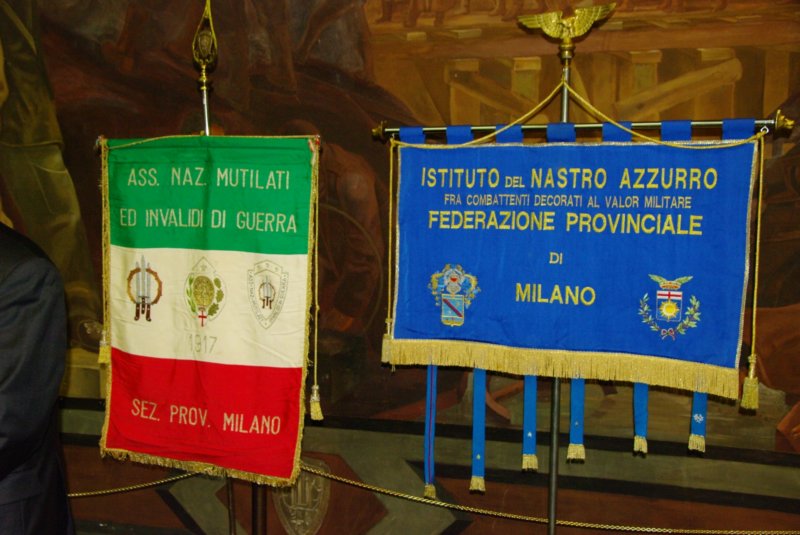 ASS. NAZ. MUTILATI
ED INVALIDI DI GUERRA
1917
SEZ. PROV. MILANO
ISTITUTO DEL NASTRO AZZURRO
FRA COMBATTENTI DECORATI AL VALOR MILITARE
FEDERAZIONE PROVINCIALE
DI
MILANO